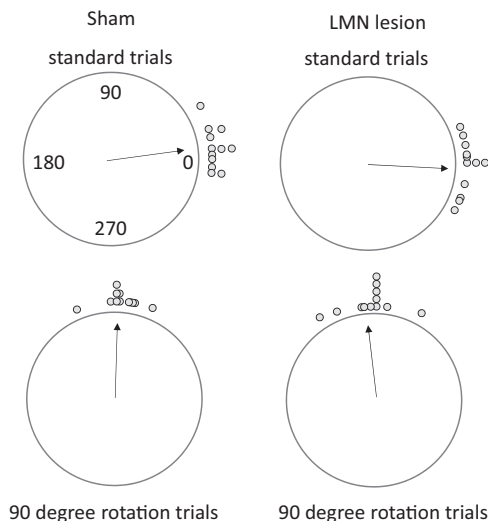 Sham
LMN lesion
standard trials
standard trials
90
180
0
270
90 degree rotation trials
90 degree rotation trials